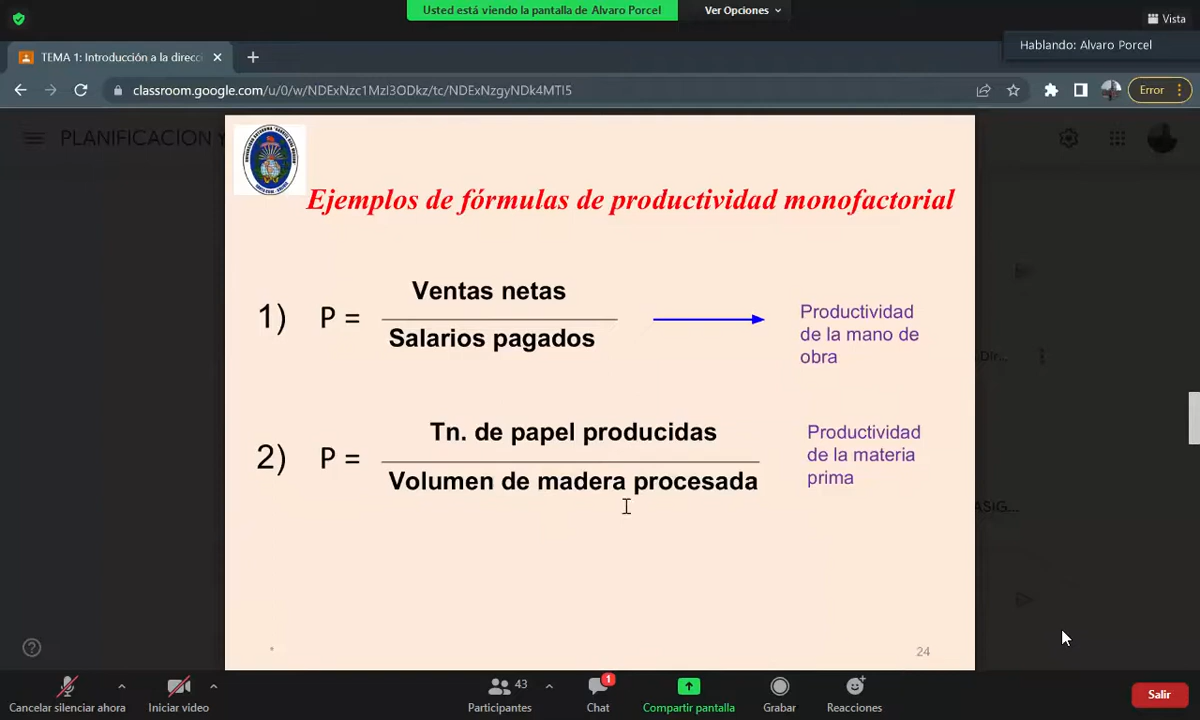 Usted está viendo la pantalla de Alvaro Porcel
Ver Opciones
Vista
Hablando: Alvaro Porcel
TEMA 1: Introducción a la direcc
classroom.google.com/u/0/w/NDExNzc1MzI3ODkz/tc/NDExNzgyNDk4MTI5
Error
PLANIFICACION Y
Ejemplos de fórmulas de productividad monofactorial
1) P =
Ventas netas
Salarios pagados
Productividad
de la mano de
obra
2) P =
Tn. de papel producidas
Volumen de madera procesada
Productividad
de la materia
prima
Dir...
ASIG...
24
Cancelar silenciar ahora
Iniciar video
43
Participantes
1
Chat
Compartir pantalla
Grabar
Reacciones
Salir